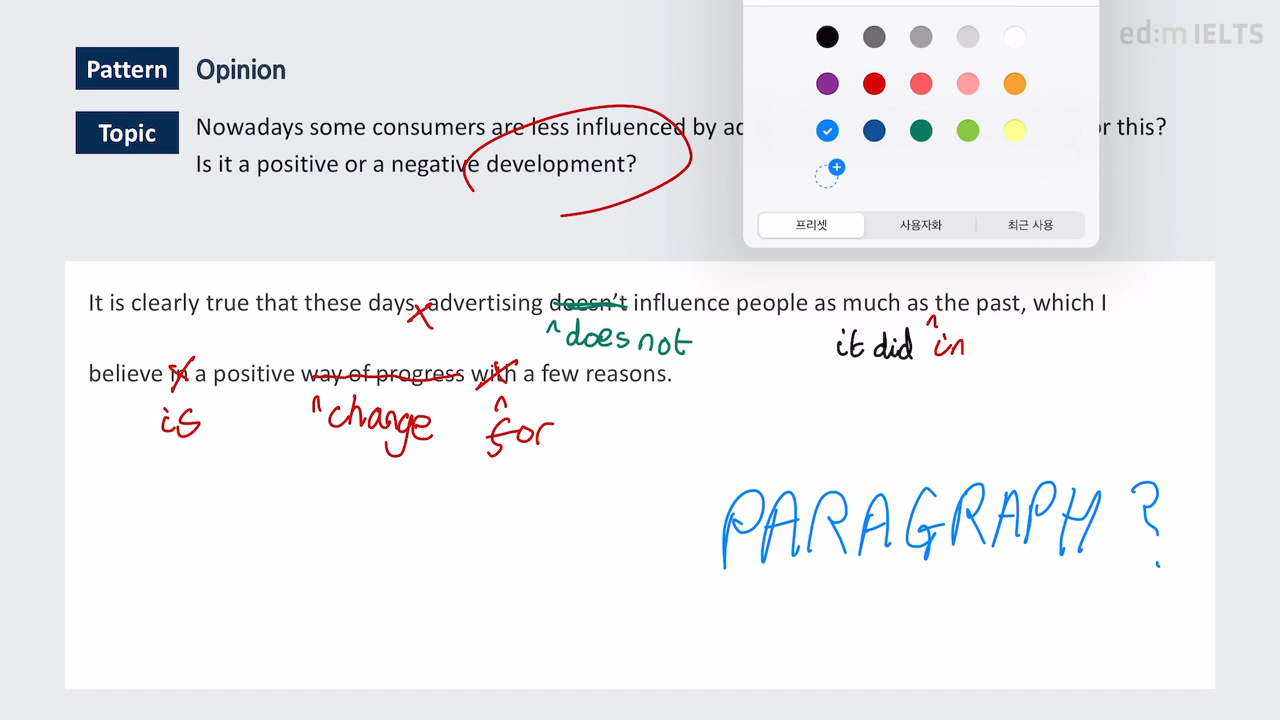 ed:m IELTS
Pattern Opinion
Topic Nowadays some consumers are less influenced by
or this?
Is it a positive or a negative development?
프리셋 사용자화 최근 사용
It is clearly true that these days, advertising doesn't influence people as much as the past, which I
^ does not it did ^ in
believe in a positive way of progress with a few reasons.
is ^ change ^ for
PARAGRAPH ?